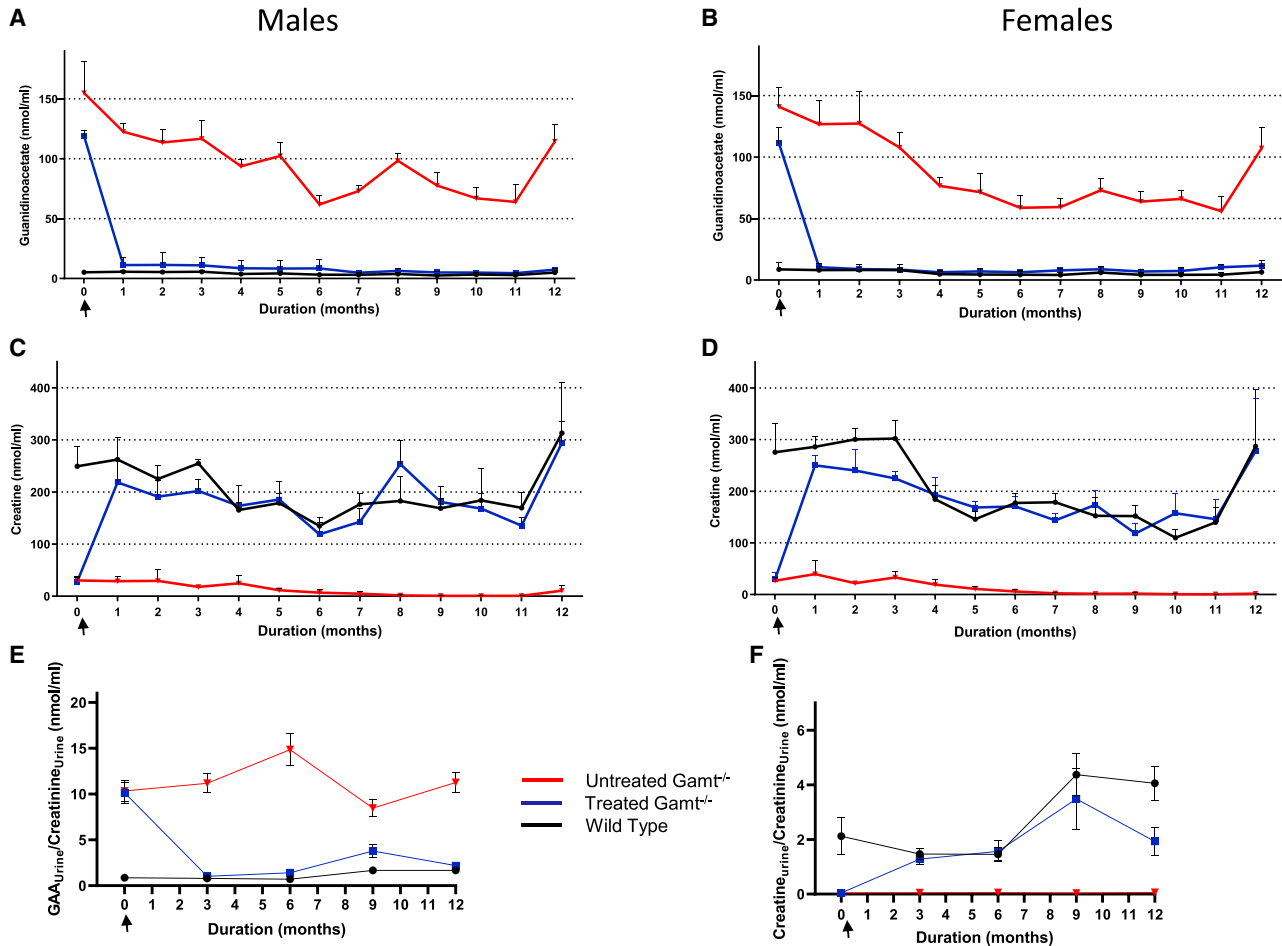 A
Males
B
Females
Guanidinoacetate (nmol/ml)
150
100
50
0
0 1 2 3 4 5 6 7 8 9 10 11 12
Duration (months)
Guanidinoacetate (nmol/ml)
150
100
50
0
0 1 2 3 4 5 6 7 8 9 10 11 12
Duration (months)
C
Creatine (nmol/ml)
400
300
200
100
0
0 1 2 3 4 5 6 7 8 9 10 11 12
Duration (months)
D
Creatine (nmol/ml)
400
300
200
100
0
0 1 2 3 4 5 6 7 8 9 10 11 12
Duration (months)
E
GAAUrine/CreatinineUrine (nmol/ml)
20
15
10
5
0
0 1 2 3 4 5 6 7 8 9 10 11 12
Duration (months)
Untreated Gamt-/-
Treated Gamt-/-
Wild Type
F
Creatineurine/CreatinineUrine (nmol/ml)
6
4
2
0
0 1 2 3 4 5 6 7 8 9 10 11 12
Duration (months)